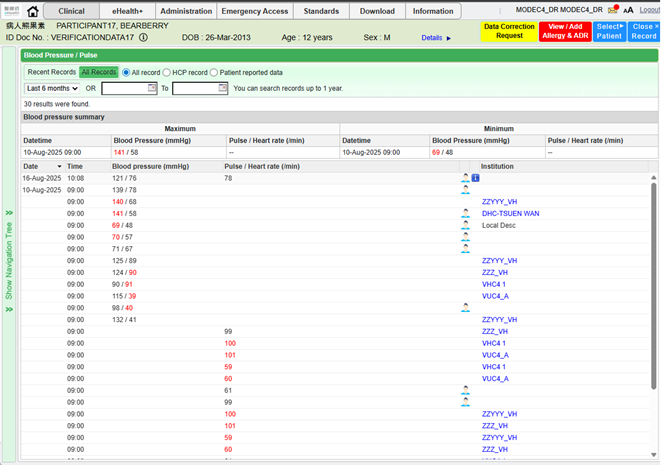 Clinical eHealth+ Administration Emergency Access Standards Download Information MODEC4_DR MODEC4_DR AA Logout
病人熊果素 PARTICIPANT17, BEARBERRY
ID Doc No. : VERIFICATIONDATA17 DOB : 26-Mar-2013 Age : 12 years Sex : M Details ▶
Data Correction Request
View / Add Allergy & ADR
Select Patient
Close × Record
Blood Pressure / Pulse
Recent Records All Records All record HCP record Patient reported data
Last 6 months OR To You can search records up to 1 year.
30 results were found.
Blood pressure summary
Maximum Minimum
Datetime Blood Pressure (mmHg) Pulse / Heart rate (/min) Datetime Blood Pressure (mmHg) Pulse / Heart rate (/min)
10-Aug-2025 09:00 141 / 58 -- 10-Aug-2025 09:00 69 / 48 --
Date Time Blood pressure (mmHg) Pulse / Heart rate (/min) Institution
16-Aug-2025 10:08 121 / 76 78
10-Aug-2025 09:00 139 / 78
09:00 140 / 68 ZZYYY_VH
09:00 141 / 58 DHC-TSUEN WAN
09:00 69 / 48 Local Desc
09:00 70 / 57
09:00 71 / 67
09:00 125 / 89 ZZYYY_VH
09:00 124 / 90 ZZZ_VH
09:00 90 / 91 VHC4 1
09:00 115 / 39 VUC4_A
09:00 98 / 40
09:00 132 / 41 ZZYYY_VH
09:00 99 ZZZ_VH
09:00 100 VHC4 1
09:00 101 VUC4_A
09:00 59 VHC4 1
09:00 60 VUC4_A
09:00 61
09:00 99
09:00 100 ZZYYY_VH
09:00 101 ZZZ_VH
09:00 59 ZZYYY_VH
09:00 60 ZZZ_VH
Show Navigation Tree